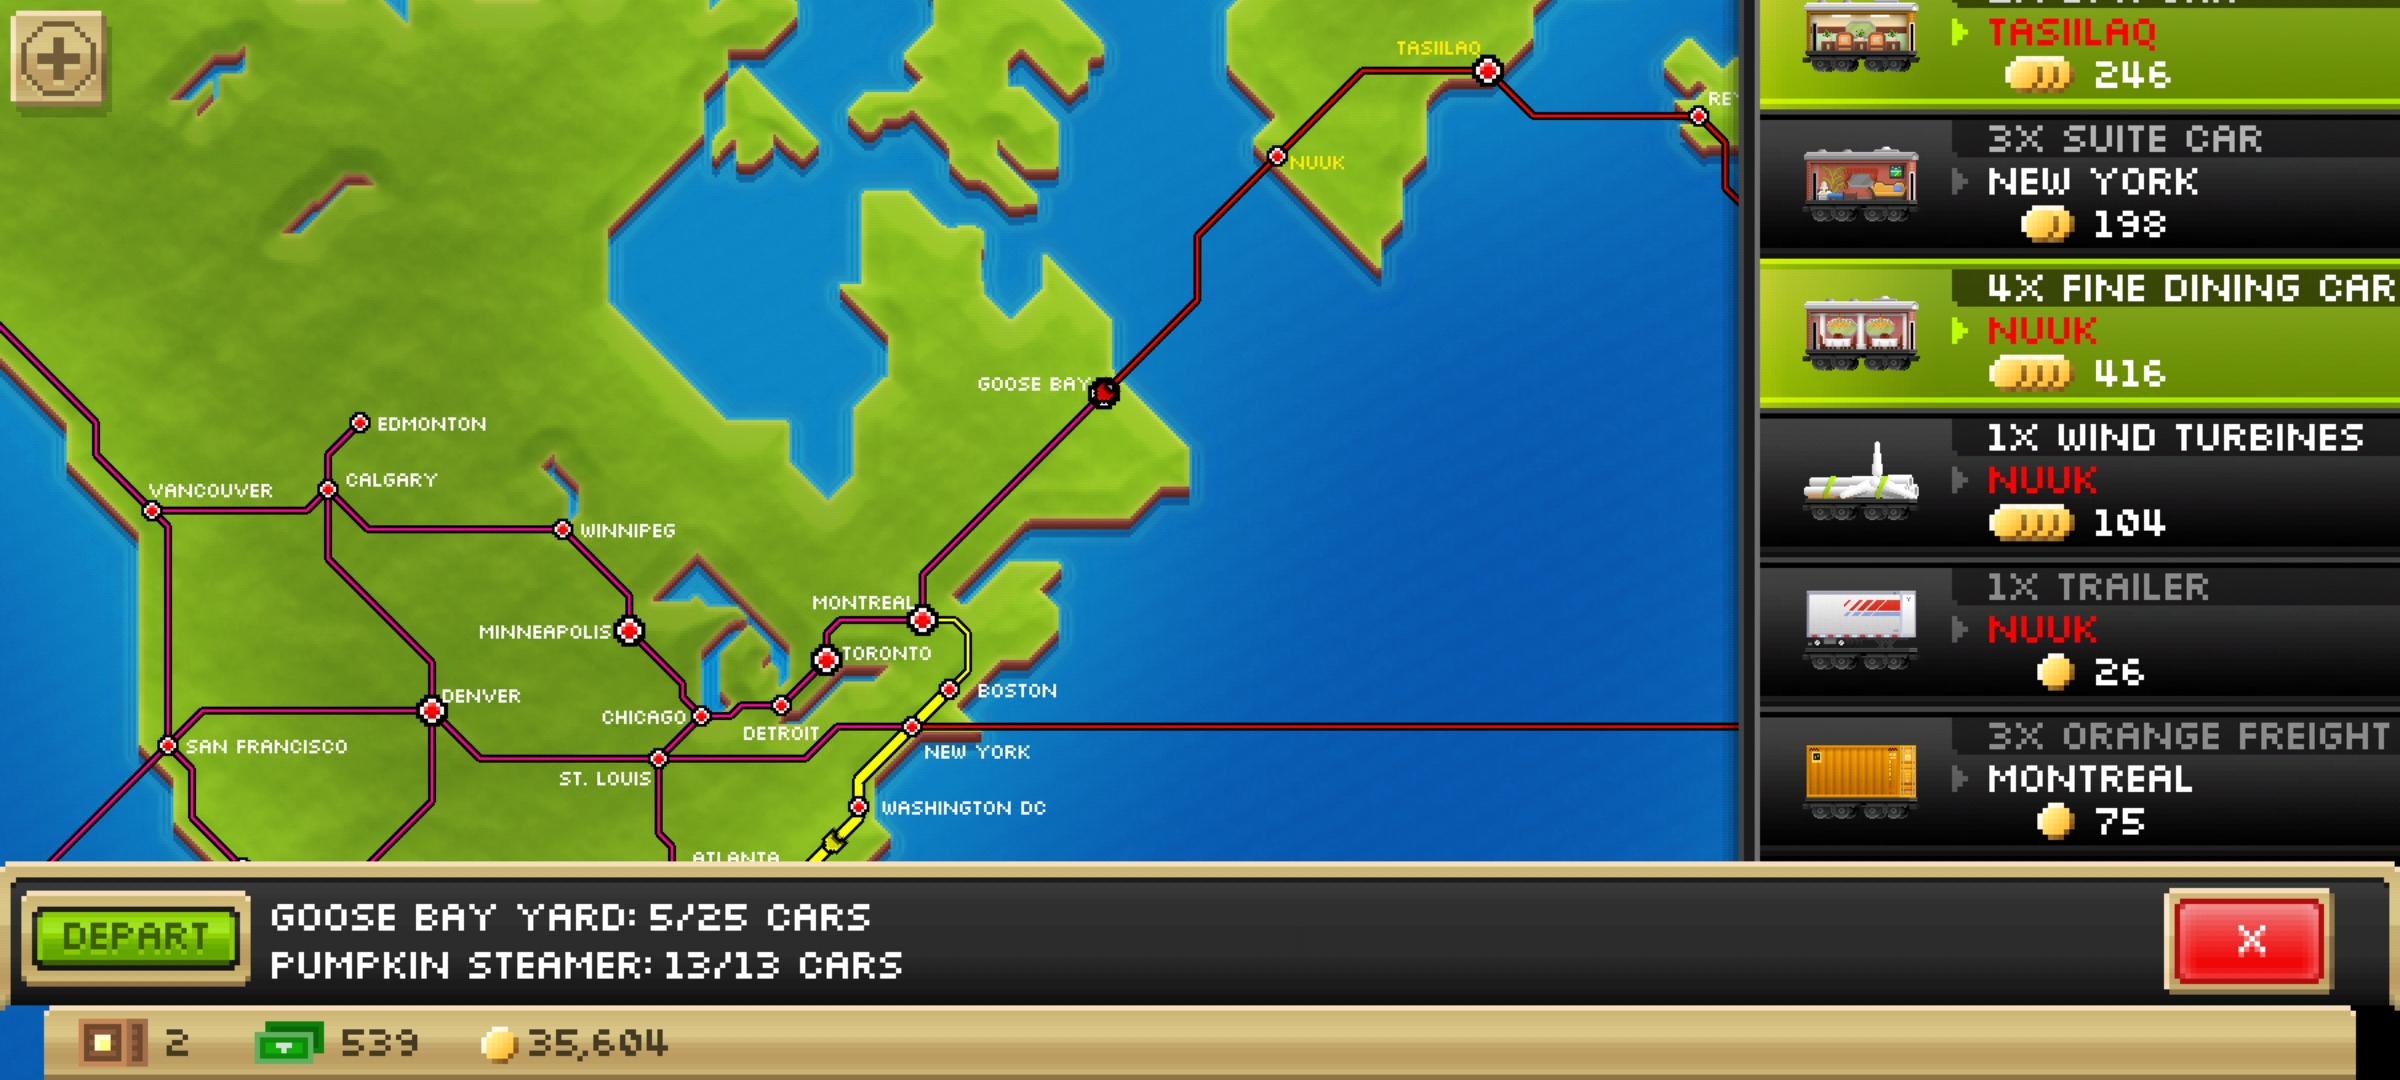 TASIILAQ
NUUK
GOOSE BAY
EDMONTON
CALGARY
VANCOUVER
WINNIPEG
MONTREAL
MINNEAPOLIS
TORONTO
BOSTON
DENVER
CHICAGO
DETROIT
SAN FRANCISCO
NEW YORK
ST. LOUIS
WASHINGTON DC
ATLANTA
TASIILAQ
246
3X SUITE CAR
NEW YORK
198
4X FINE DINING CAR
NUUK
416
1X WIND TURBINES
NUUK
104
1X TRAILER
NUUK
26
3X ORANGE FREIGHT
MONTREAL
75
DEPART
GOOSE BAY YARD: 5/25 CARS
PUMPKIN STEAMER: 13/13 CARS
X
2
539
35,604